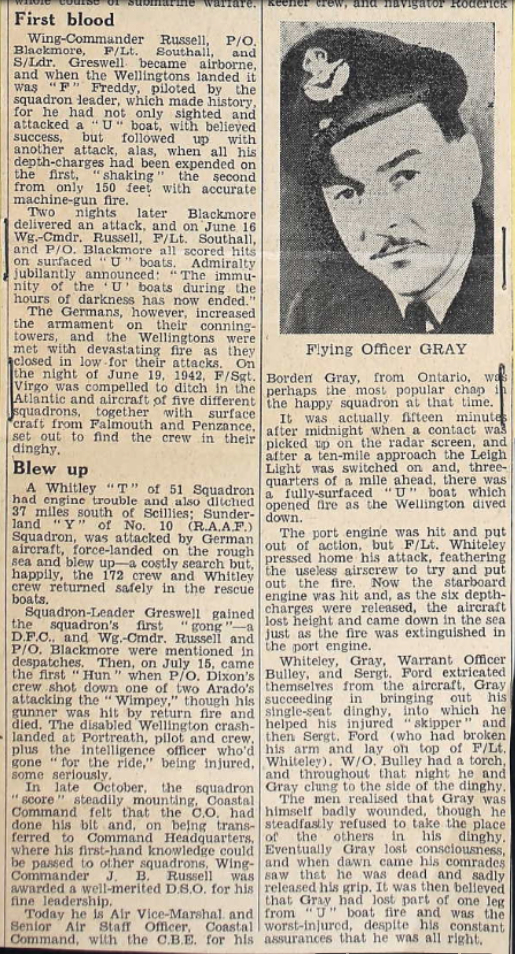 whole course of submarine warfare.
First blood
Wing-Commander Russell, P/O.
Blackmore, F/Lt. Southall, and
S/Ldr. Greswell became airborne,
and when the Wellingtons landed it
was "F" Freddy, piloted by the
squadron leader, which made history,
for he had not only sighted and
attacked a "U" boat, with believed
success, but followed up with
another attack, alas, when all his
depth-charges had been expended on
the first, "shaking" the second
from only 150 feet with accurate
machine-gun fire.
Two nights later Blackmore
delivered an attack, and on June 16
Wg.-Cmdr. Russell, F/Lt. Southall,
and P/O. Blackmore all scored hits
on surfaced "U" boats. Admiralty
jubilantly announced: "The immu-
nity of the 'U' boats during the
hours of darkness has now ended."
The Germans, however, increased
the armament on their conning-
towers, and the Wellingtons were
met with devastating fire as they
closed in low for their attacks. On
the night of June 19, 1942, F/Sgt.
Virgo was compelled to ditch in the
Atlantic and aircraft of five different
squadrons, together with surface
craft from Falmouth and Penzance,
set out to find the crew in their
dinghy.
Blew up
A Whitley "T" of 51 Squadron
had engine trouble and also ditched
37 miles south of Scillies; Sunder-
land "Y" of No. 10 (R.A.A.F.)
Squadron, was attacked by German
aircraft, force-landed on the rough
sea and blew up—a costly search but,
happily, the 172 crew and Whitley
crew returned safely in the rescue
boats.
Squadron-Leader Greswell gained
the squadron's first "gong"—a
D.F.C., and Wg.-Cmdr. Russell and
P/O. Blackmore were mentioned in
despatches. Then, on July 15, came
the first "Hun" when P/O. Dixon's
crew shot down one of two Arado's
attacking the "Wimpey," though his
gunner was hit by return fire and
died. The disabled Wellington crash-
landed at Portreath, pilot and crew,
plus the intelligence officer who'd
gone "for the ride," being injured,
some seriously.
In late October, the squadron
"score" steadily mounting, Coastal
Command felt that the C.O. had
done his bit and, on being trans-
ferred to Command Headquarters,
where his first-hand knowledge could
be passed to other squadrons, Wing-
Commander J. B. Russell was
awarded a well-merited D.S.O. for his
fine leadership.
Today he is Air Vice-Marshal and
Senior Air Staff Officer, Coastal
Command, with the C.B.E. for his
keener crew, and navigator Roderick
Flying Officer GRAY
Borden Gray, from Ontario, was
perhaps the most popular chap in
the happy squadron at that time.
It was actually fifteen minutes
after midnight when a contact was
picked up on the radar screen, and
after a ten-mile approach the Leigh
Light was switched on and, three-
quarters of a mile ahead, there was
a fully-surfaced "U" boat which
opened fire as the Wellington dived
down.
The port engine was hit and put
out of action, but F/Lt. Whiteley
pressed home his attack, feathering
the useless airscrew to try and put
out the fire. Now the starboard
engine was hit and, as the six depth-
charges were released, the aircraft
lost height and came down in the sea
just as the fire was extinguished in
the port engine.
Whiteley, Gray, Warrant Officer
Bulley, and Sergt. Ford extricated
themselves from the aircraft, Gray
succeeding in bringing out his
single-seat dinghy, into which he
helped his injured "skipper" and
then Sergt. Ford (who had broken
his arm and lay on top of F/Lt.
Whiteley). W/O. Bulley had a torch,
and throughout that night he and
Gray clung to the side of the dinghy.
The men realised that Gray was
himself badly wounded, though he
steadfastly refused to take the place
of the others in his dinghy.
Eventually Gray lost consciousness,
and when dawn came his comrades
saw that he was dead and sadly
released his grip. It was then believed
that Gray had lost part of one leg
from "U" boat fire and was the
worst-injured, despite his constant
assurances that he was all right.